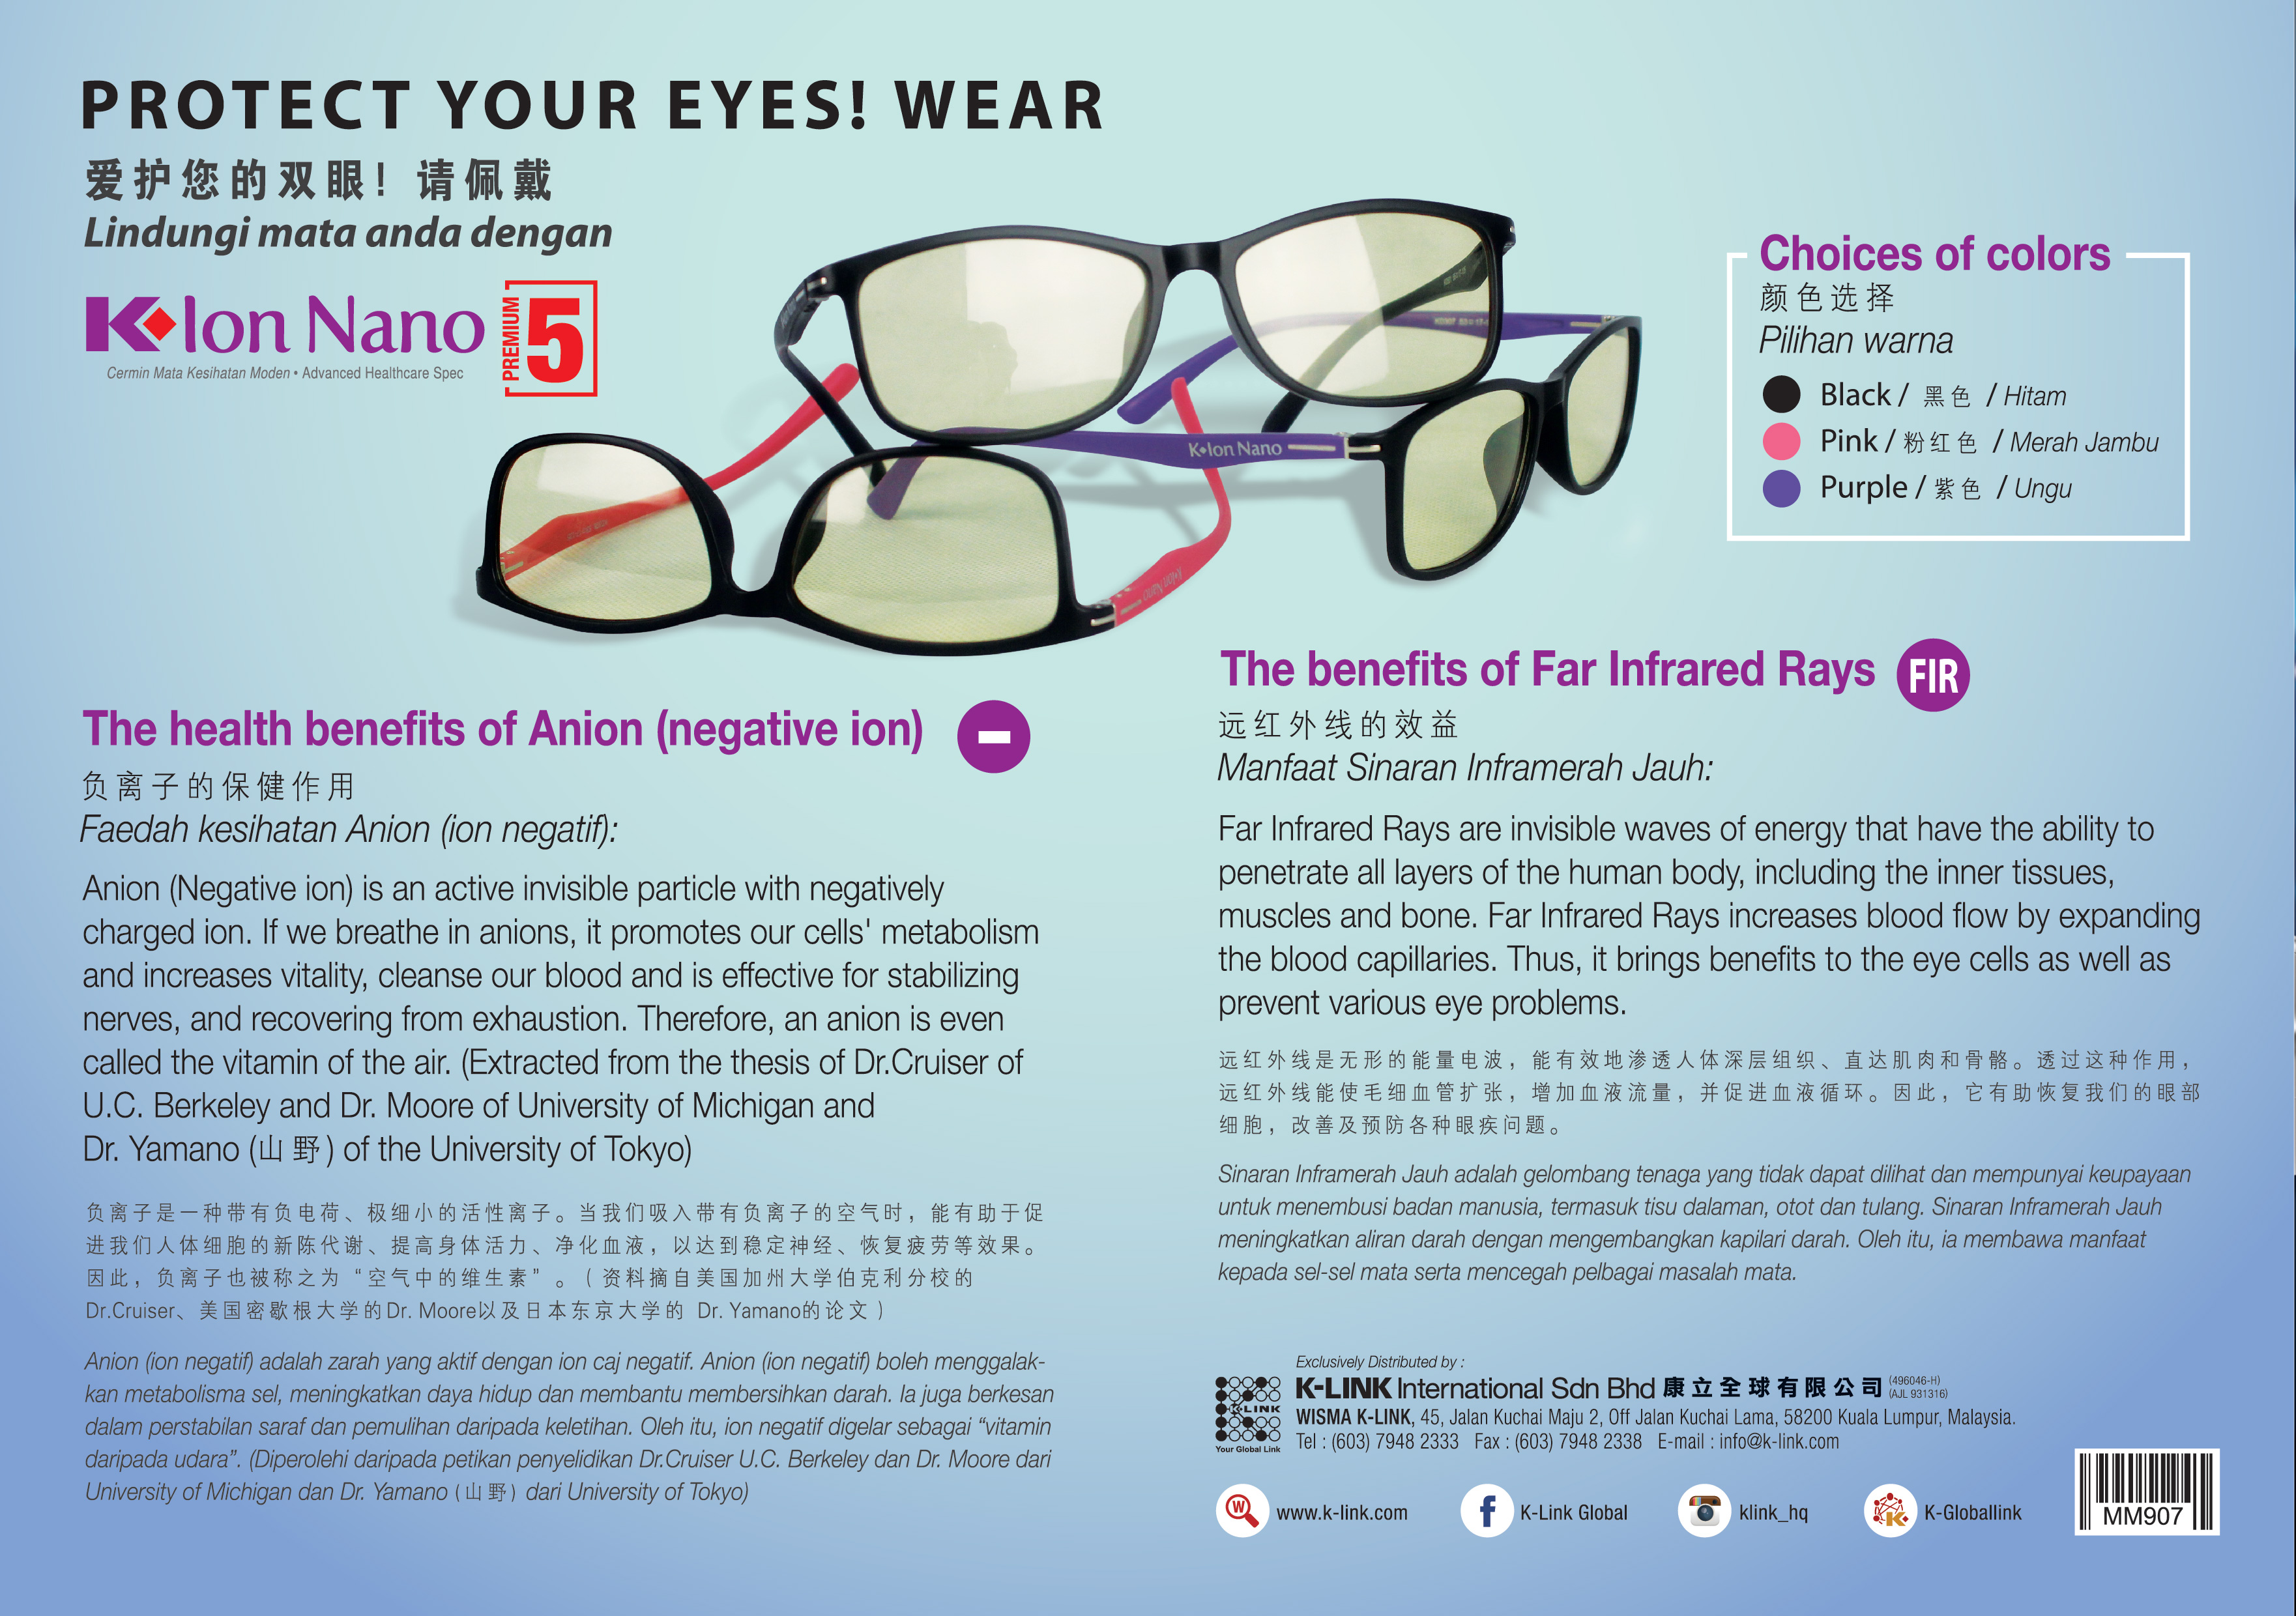 PROTECT YOUR EYES! WEAR
爱护您的双眼！请佩戴
Lindungi mata anda dengan
K Ion Nano
PREMIUM 5
Cermin Mata Kesihatan Moden • Advanced Healthcare Spec
K Ion Nano
Choices of colors
颜色选择
Pilihan warna
Black / 黑色 / Hitam
Pink / 粉红色 / Merah Jambu
Purple / 紫色 / Ungu
The health benefits of Anion (negative ion) -
负离子的保健作用
Faedah kesihatan Anion (ion negatif):
Anion (Negative ion) is an active invisible particle with negatively
charged ion. If we breathe in anions, it promotes our cells' metabolism
and increases vitality, cleanse our blood and is effective for stabilizing
nerves, and recovering from exhaustion. Therefore, an anion is even
called the vitamin of the air. (Extracted from the thesis of Dr.Cruiser of
U.C. Berkeley and Dr. Moore of University of Michigan and
Dr. Yamano (山野) of the University of Tokyo)
负离子是一种带有负电荷、极细小的活性离子。当我们吸入带有负离子的空气时，能有助于促
进我们人体细胞的新陈代谢、提高身体活力、净化血液，以达到稳定神经、恢复疲劳等效果。
因此，负离子也被称之为“空气中的维生素”。（资料摘自美国加州大学伯克利分校的
Dr.Cruiser、美国密歇根大学的Dr. Moore以及日本东京大学的 Dr. Yamano的论文）
Anion (ion negatif) adalah zarah yang aktif dengan ion caj negatif. Anion (ion negatif) boleh menggalak-
kan metabolisma sel, meningkatkan daya hidup dan membantu membersihkan darah. Ia juga berkesan
dalam perstabilan saraf dan pemulihan daripada keletihan. Oleh itu, ion negatif digelar sebagai “vitamin
daripada udara”. (Diperolehi daripada petikan penyelidikan Dr.Cruiser U.C. Berkeley dan Dr. Moore dari
University of Michigan dan Dr. Yamano (山野) dari University of Tokyo)
The benefits of Far Infrared Rays FIR
远红外线的效益
Manfaat Sinaran Inframerah Jauh:
Far Infrared Rays are invisible waves of energy that have the ability to
penetrate all layers of the human body, including the inner tissues,
muscles and bone. Far Infrared Rays increases blood flow by expanding
the blood capillaries. Thus, it brings benefits to the eye cells as well as
prevent various eye problems.
远红外线是无形的能量电波，能有效地渗透人体深层组织、直达肌肉和骨骼。透过这种作用，
远红外线能使毛细血管扩张，增加血液流量，并促进血液循环。因此，它有助恢复我们的眼部
细胞，改善及预防各种眼疾问题。
Sinaran Inframerah Jauh adalah gelombang tenaga yang tidak dapat dilihat dan mempunyai keupayaan
untuk menembusi badan manusia, termasuk tisu dalaman, otot dan tulang. Sinaran Inframerah Jauh
meningkatkan aliran darah dengan mengembangkan kapilari darah. Oleh itu, ia membawa manfaat
kepada sel-sel mata serta mencegah pelbagai masalah mata.
Exclusively Distributed by :
K-LINK International Sdn Bhd 康立全球有限公司 (496046-H)
(AJL 931316)
WISMA K-LINK, 45, Jalan Kuchai Maju 2, Off Jalan Kuchai Lama, 58200 Kuala Lumpur, Malaysia.
Tel : (603) 7948 2333 Fax : (603) 7948 2338 E-mail : info@k-link.com
K-LINK
Your Global Link
www.k-link.com
K-Link Global
klink_hq
K-Globallink
MM907